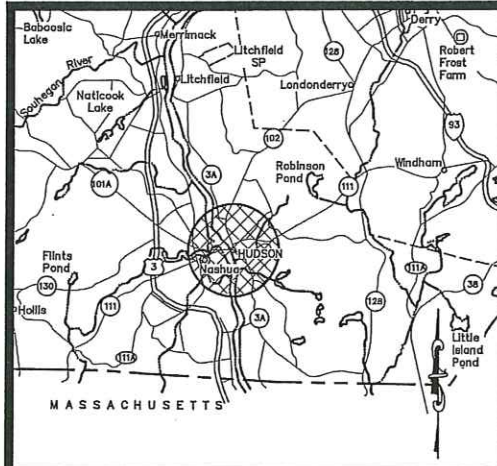 Baboosic
Lake
Merrimack
Derry
Souhegan River
Litchfield
SP
128
Robert
Frost
Farm
Naticook
Lake
Litchfield
Londonderry
93
102
3A
Robinson
Pond
111
Windham
101A
Flints
Pond
HUDSON
Nashua
3
111A
130
111
128
38
Hollis
3A
111A
Little
Island
Pond
MASSACHUSETTS